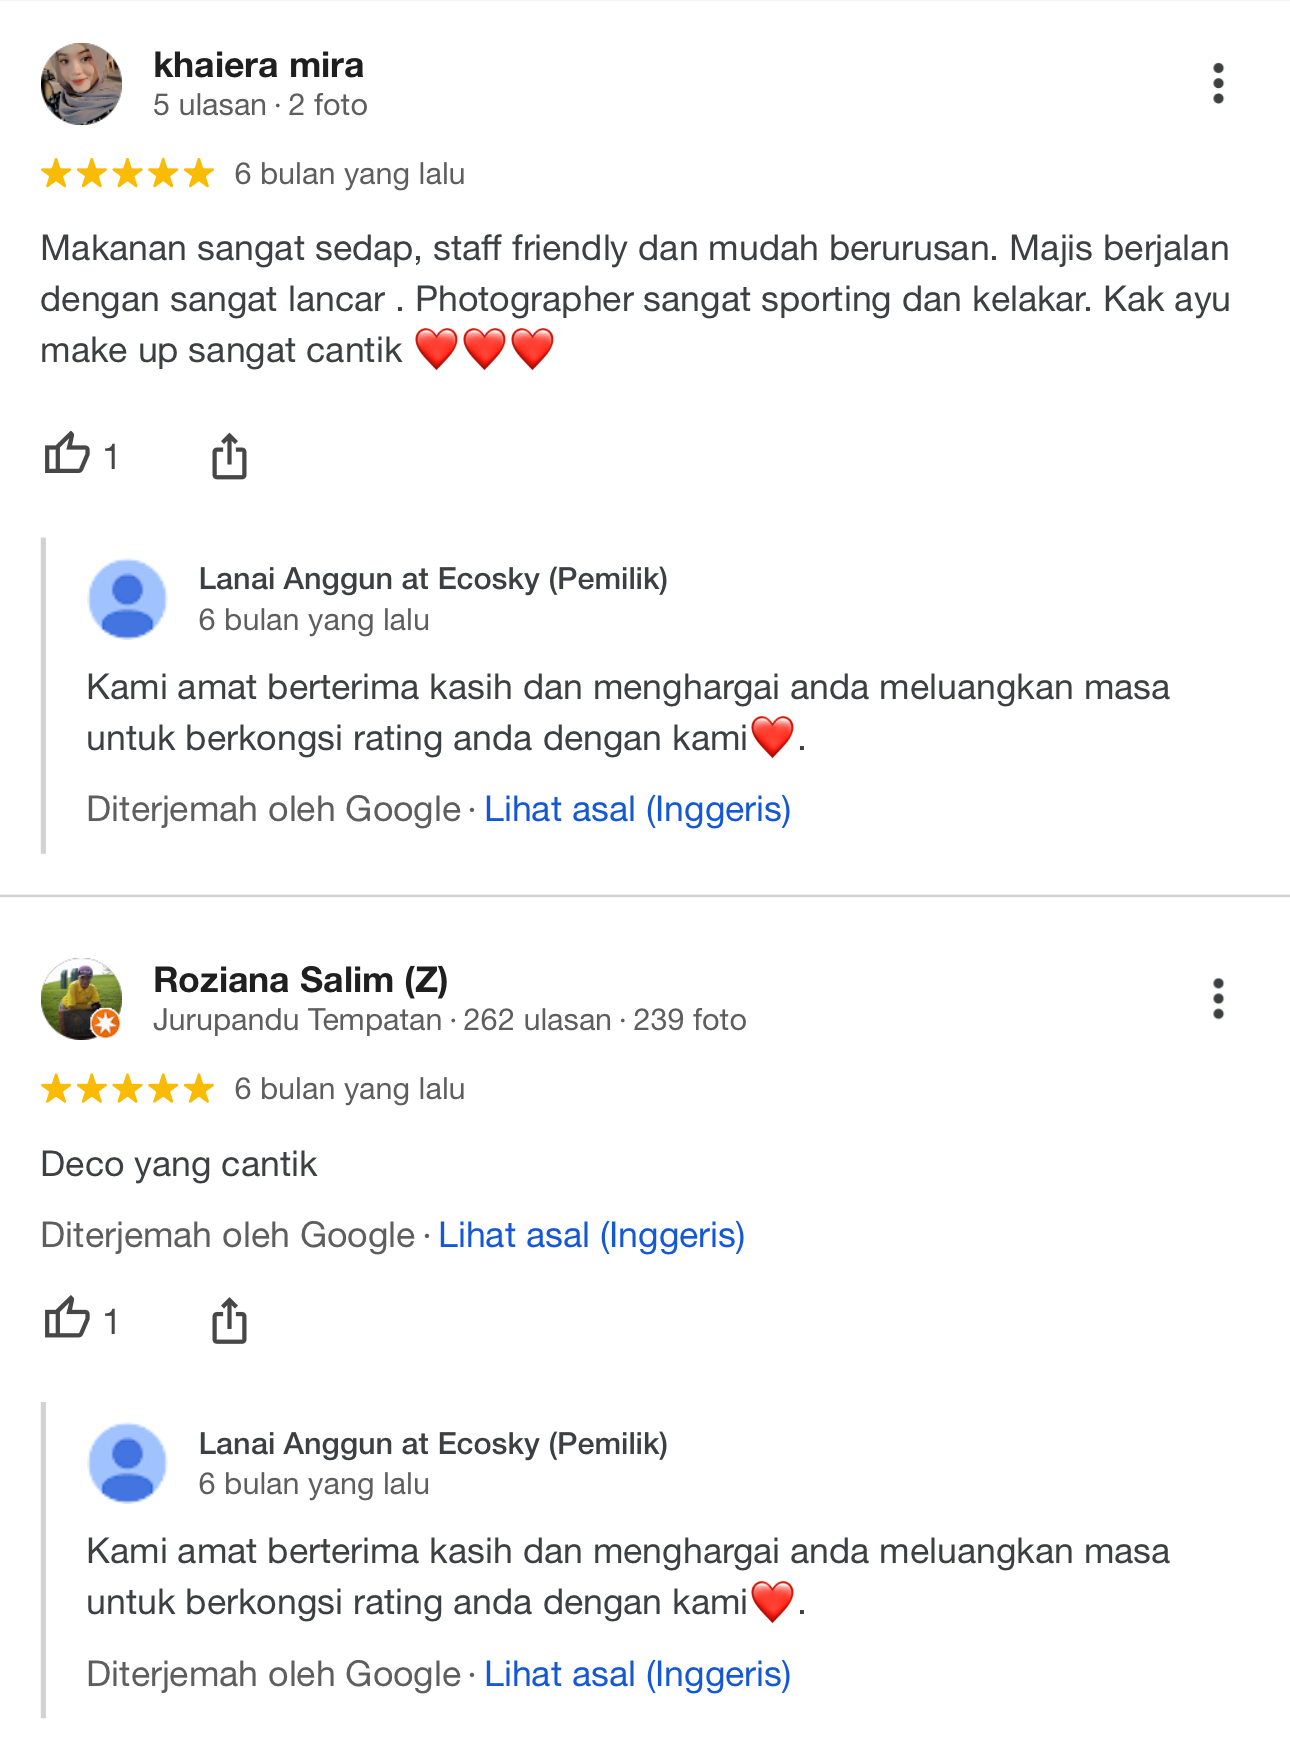 khaiera mira
5 ulasan · 2 foto
6 bulan yang lalu
Makanan sangat sedap, staff friendly dan mudah berurusan. Majis berjalan
dengan sangat lancar . Photographer sangat sporting dan kelakar. Kak ayu
make up sangat cantik ❤️❤️❤️
1
Lanai Anggun at Ecosky (Pemilik)
6 bulan yang lalu
Kami amat berterima kasih dan menghargai anda meluangkan masa
untuk berkongsi rating anda dengan kami❤️.
Diterjemah oleh Google · Lihat asal (Inggeris)
Roziana Salim (Z)
Jurupandu Tempatan · 262 ulasan · 239 foto
6 bulan yang lalu
Deco yang cantik
Diterjemah oleh Google · Lihat asal (Inggeris)
1
Lanai Anggun at Ecosky (Pemilik)
6 bulan yang lalu
Kami amat berterima kasih dan menghargai anda meluangkan masa
untuk berkongsi rating anda dengan kami❤️.
Diterjemah oleh Google · Lihat asal (Inggeris)